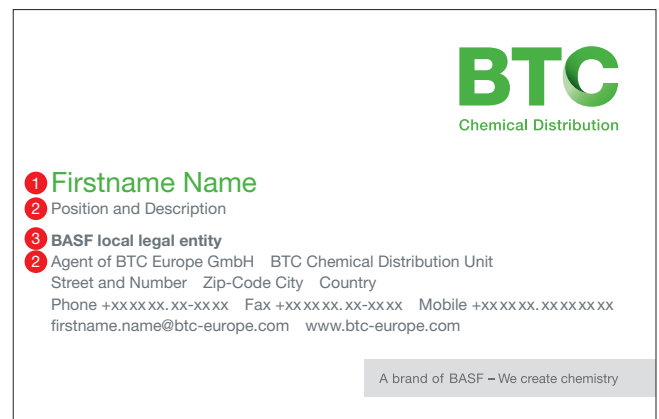 BTC
Chemical Distribution
1 Firstname Name
2 Position and Description
3 BASF local legal entity
2 Agent of BTC Europe GmbH BTC Chemical Distribution Unit
Street and Number Zip-Code City Country
Phone +xxxxxx.xx-xxxx Fax +xxxxxx.xx-xxxx Mobile +xxxxxx.xxxxxxxx
firstname.name@btc-europe.com www.btc-europe.com
A brand of BASF – We create chemistry